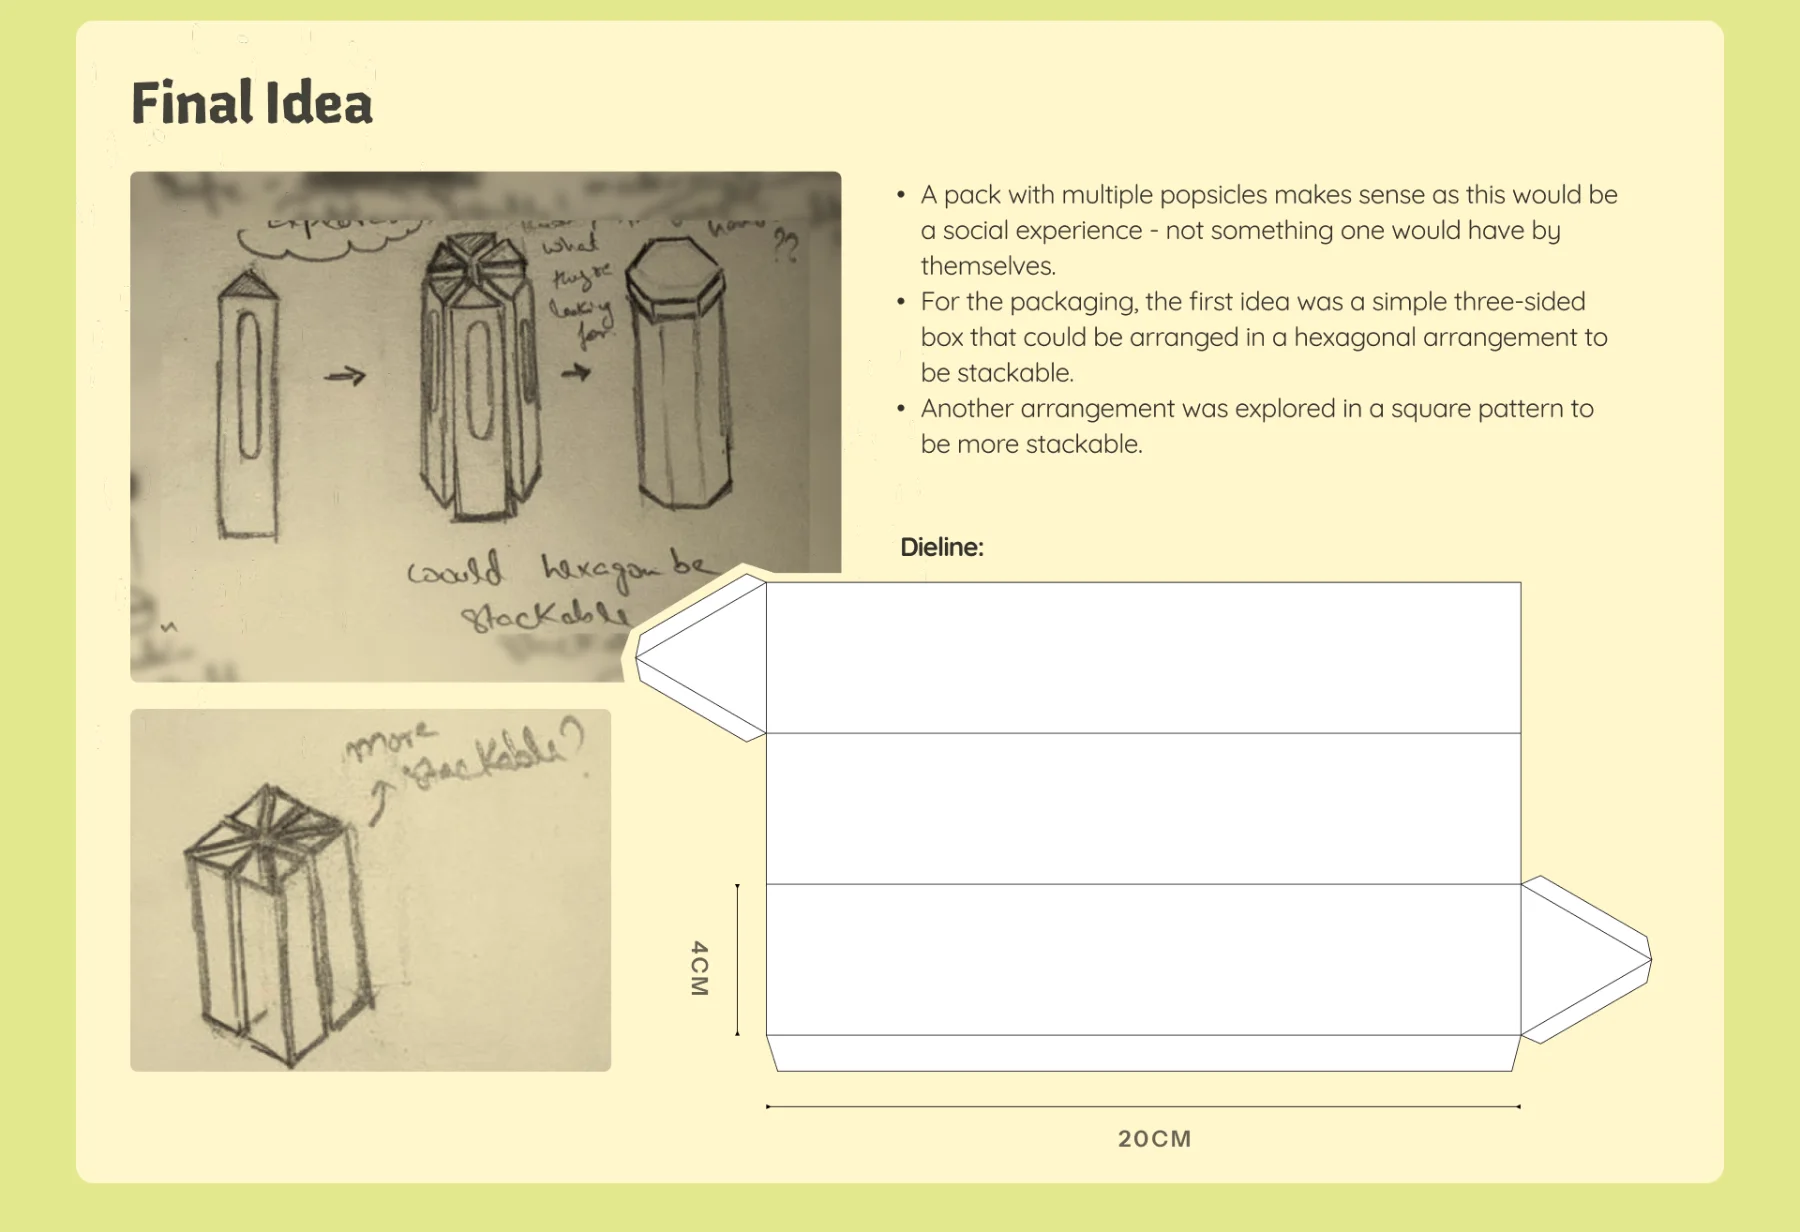 Final Idea
what
they're
looking
for
??
could hexagon be
stackable
more
stackable?
• A pack with multiple popsicles makes sense as this would be
a social experience - not something one would have by
themselves.
• For the packaging, the first idea was a simple three-sided
box that could be arranged in a hexagonal arrangement to
be stackable.
• Another arrangement was explored in a square pattern to
be more stackable.
Dieline:
4CM
20CM